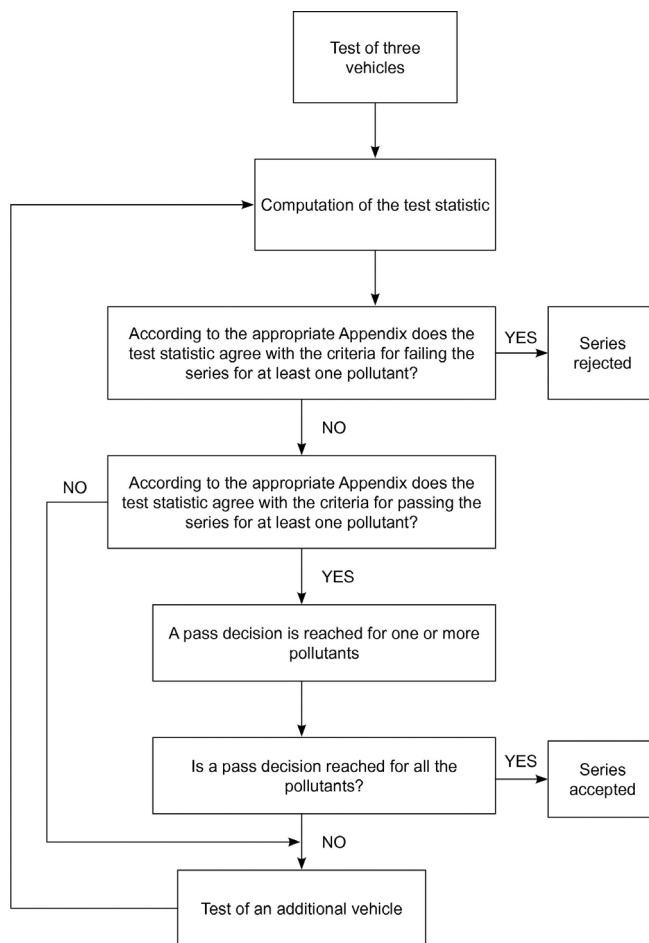 Test of three
vehicles
Computation of the test statistic
According to the appropriate Appendix does the
test statistic agree with the criteria for failing the
series for at least one pollutant?
YES
Series
rejected
NO
According to the appropriate Appendix does the
test statistic agree with the criteria for passing the
series for at least one pollutant?
NO
YES
A pass decision is reached for one or more
pollutants
Is a pass decision reached for all the
pollutants?
YES
Series
accepted
NO
Test of an additional vehicle